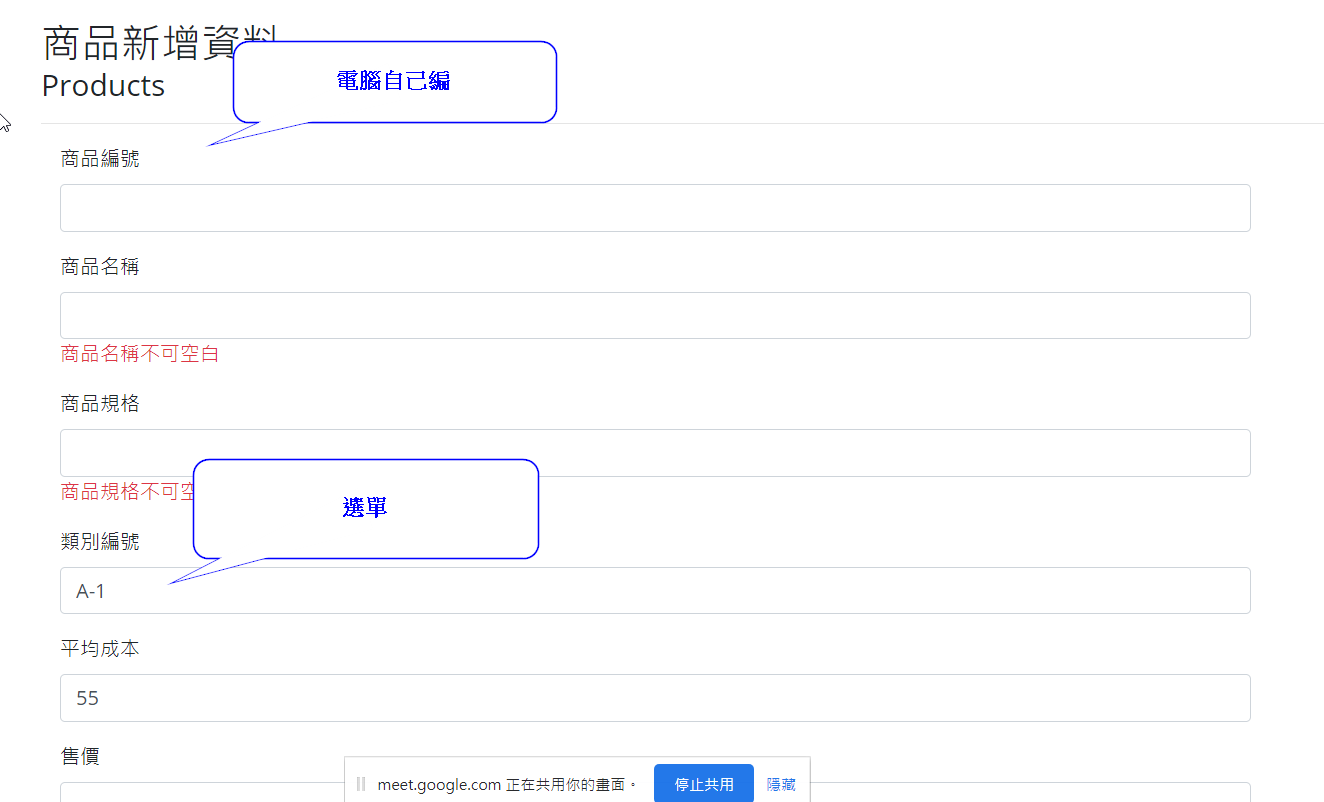 商品新增資料
Products
電腦自己編
商品編號
商品名稱
商品名稱不可空白
商品規格
商品規格不可空
選單
類別編號
A-1
平均成本
55
售價
meet.google.com 正在共用你的畫面。
停止共用
隱藏